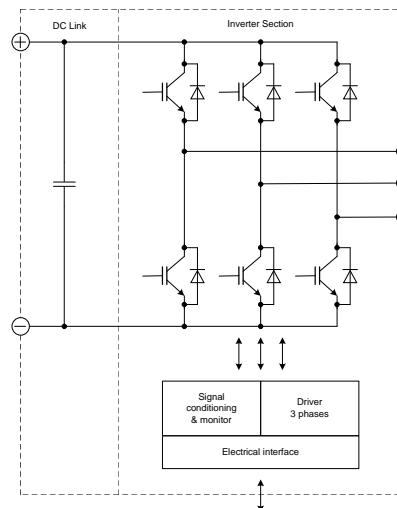 DC Link
Inverter Section
Signal
conditioning
& monitor
Driver
3 phases
Electrical interface